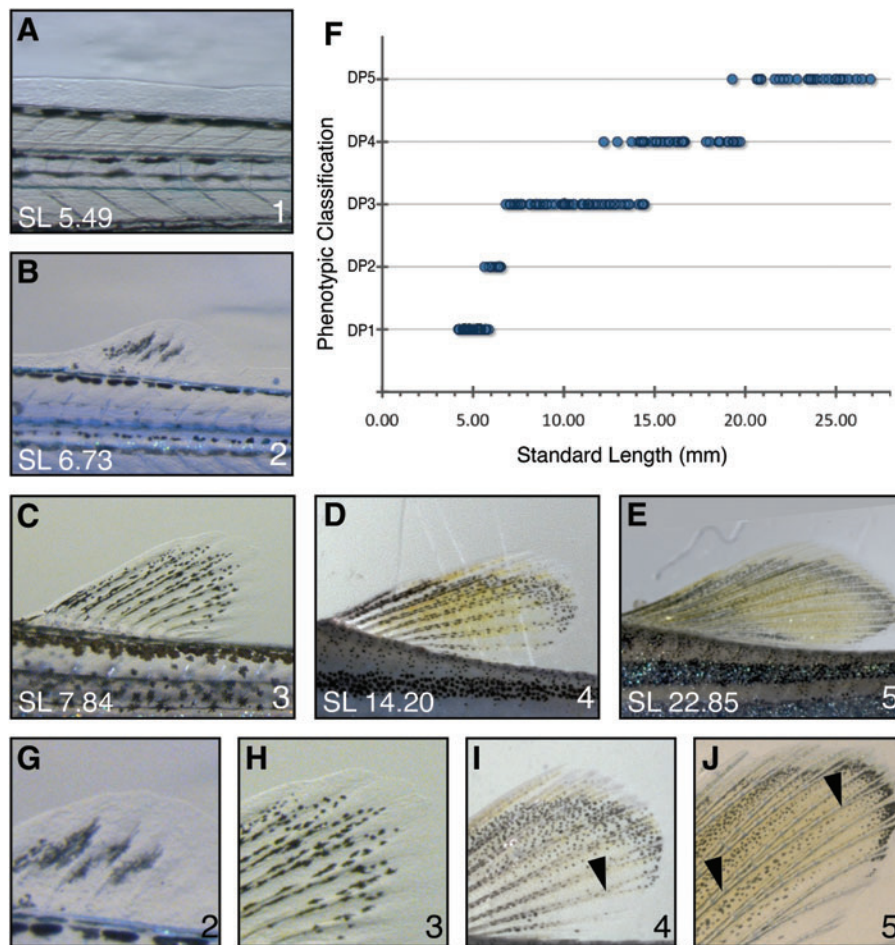 A
SL 5.49
1
B
SL 6.73
2
F
Phenotypic Classification
DP5
DP4
DP3
DP2
DP1
0.00 5.00 10.00 15.00 20.00 25.00
Standard Length (mm)
C
SL 7.84
3
D
SL 14.20
4
E
SL 22.85
5
G
2
H
3
I
4
J
5